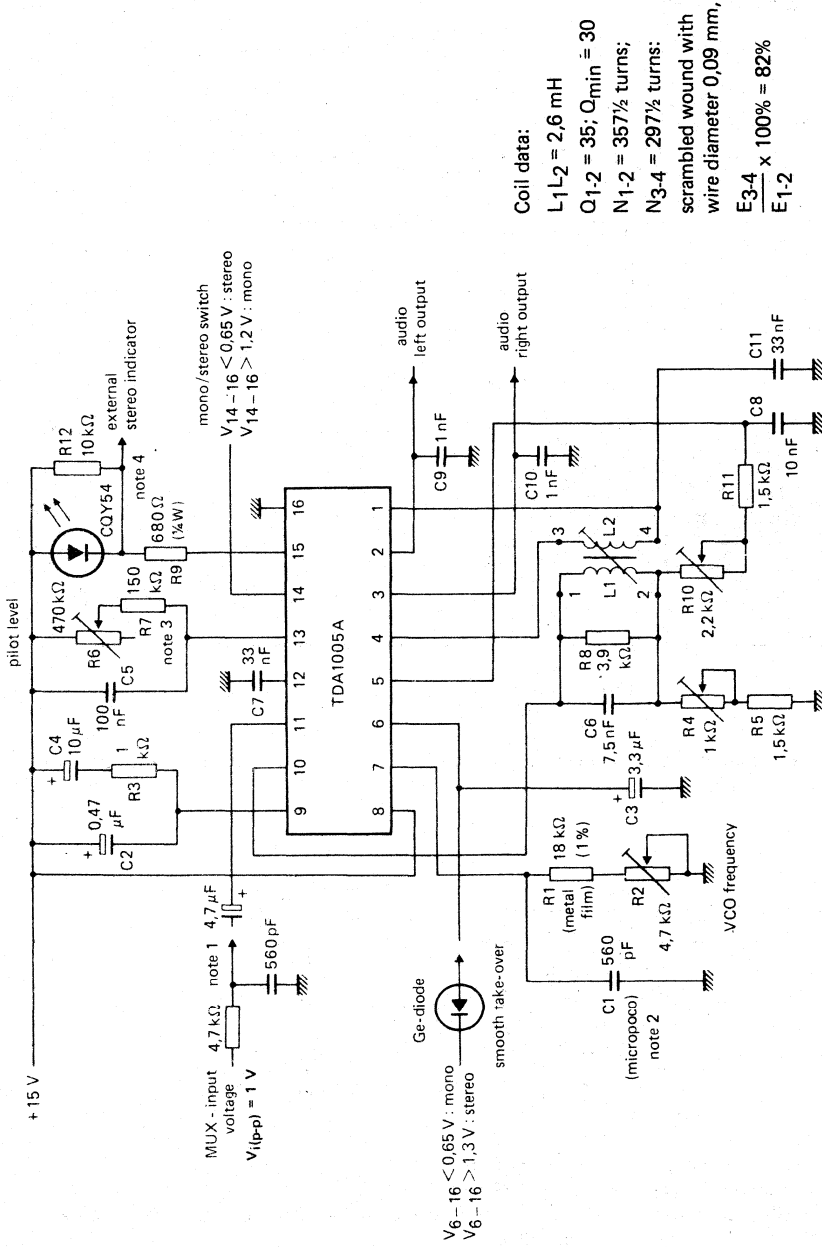 + 15 V
pilot level
C2
0,47
µF
+
C4
10 µF
+
R3
1
kΩ
C5
100
nF
R6
470 kΩ
R7
150
kΩ
note 3
CQY54
note 4
R9
680 Ω
(¼W)
R12
10 kΩ
external
stereo indicator
mono/stereo switch
V14-16 < 0,65 V : stereo
V14-16 > 1,2 V : mono
MUX - input
voltage
Vi(p-p) = 1 V
4,7 kΩ
note 1
4,7 µF
+
560 pF
C7
33
nF
9
10
11
12
13
14
15
16
TDA1005A
8
7
6
5
4
3
2
1
V6-16 < 0,65 V : mono
V6-16 > 1,3 V : stereo
Ge-diode
smooth take-over
C1
560
pF
(micropoco)
note 2
R1
18 kΩ
(1%)
(metal
film)
R2
4,7 kΩ
VCO frequency
C3
+
3,3 µF
C6
7,5 nF
R8
3,9
kΩ
R4
1 kΩ
R5
1,5 kΩ
1
L1
2
3
L2
4
R10
2,2 kΩ
R11
1,5 kΩ
C8
10 nF
C11
33 nF
C9
1 nF
audio
left output
C10
1 nF
audio
right output
Coil data:
L1L2 = 2,6 mH
Q1-2 = 35; Qmin = 30
N1-2 = 357½ turns;
N3-4 = 297½ turns:
scrambled wound with
wire diameter 0,09 mm,
E3-4
E1-2
x 100% = 82%